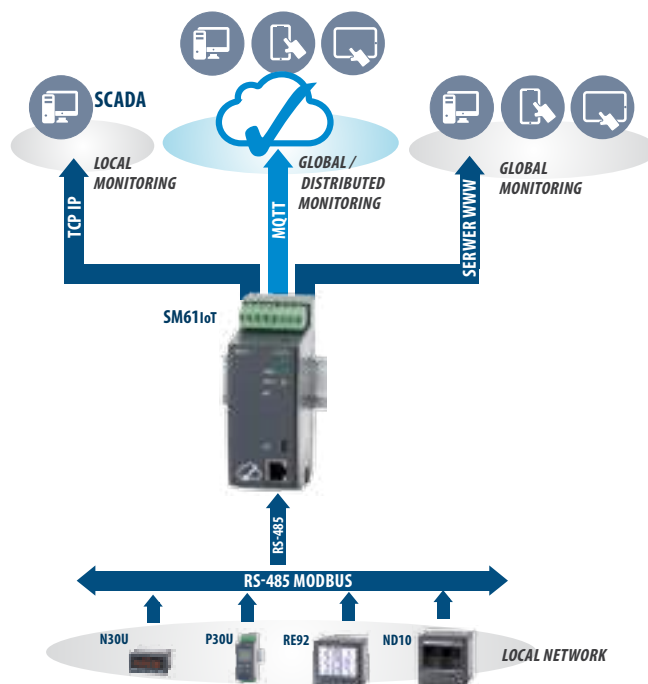 SCADA
LOCAL
MONITORING
GLOBAL /
DISTRIBUTED
MONITORING
GLOBAL
MONITORING
TCP IP
MQTT
SERWER WWW
SM61IoT
RS-485
RS-485 MODBUS
N30U
P30U
RE92
ND10
LOCAL NETWORK